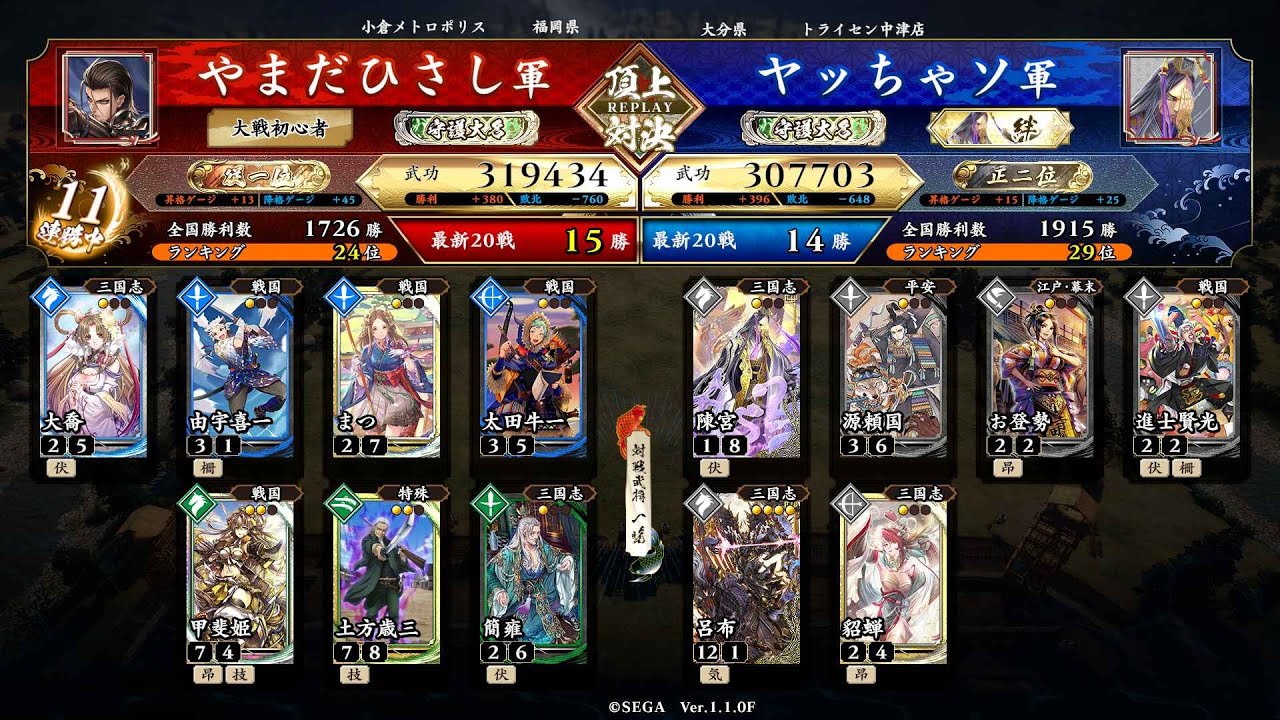 小倉メトロポリス 福岡県 大分県 トライセン中津店
やまだひさし軍 頂上 REPLAY 対決 ヤッちゃソ軍
大戦初心者 守護大名 守護大名 絆
従一位 武功 319434 武功 307703 正二位
昇格ゲージ +13 降格ゲージ +45 勝利 +380 敗北 -760 勝利 +396 敗北 -648 昇格ゲージ +15 降格ゲージ +25
11連勝中
全国勝利数 1726勝 最新20戦 15勝 最新20戦 14勝 全国勝利数 1915勝
ランキング 24位 ランキング 29位
三国志 戦国 戦国 戦国 三国志 平安 江戸・幕末 戦国
大喬 由宇喜一 まつ 太田牛一 陳宮 源頼国 お登勢 進士賢光
2 5 3 1 2 7 3 5 1 8 3 6 2 2 2 2
伏 柵 伏 昂 伏 柵
対戦武将一覧
戦国 特殊 三国志 三国志 三国志
甲斐姫 土方歳三 簡雍 呂布 貂蝉
7 4 7 8 2 6 12 1 2 4
昂 技 技 伏 気 昂
©SEGA Ver.1.1.0F